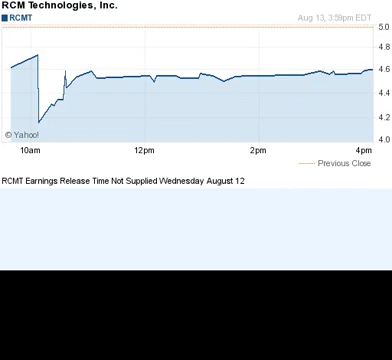 RCM Technologies, Inc.
RCMT Aug 13, 3:59pm EDT
5.0
4.8
4.6
4.4
4.2
4.0
© Yahoo!
10am 12pm 2pm 4pm
Previous Close
RCMT Earnings Release Time Not Supplied Wednesday August 12